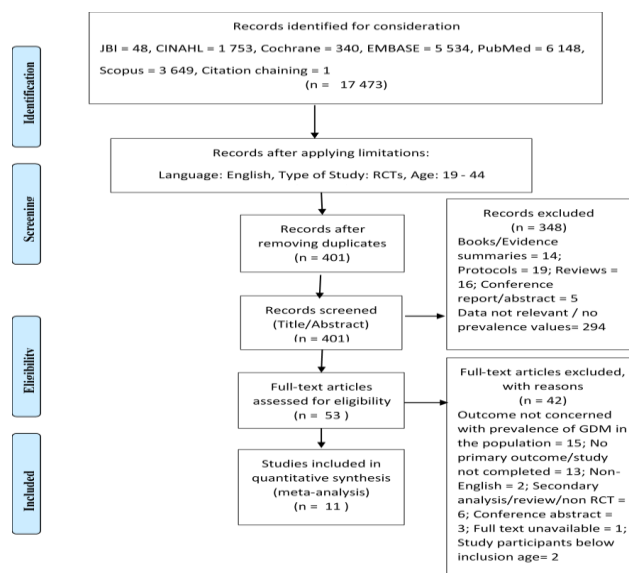 Records identified for consideration
JBI = 48, CINAHL = 1 753, Cochrane = 340, EMBASE = 5 534, PubMed = 6 148,
Scopus = 3 649, Citation chaining = 1
(n = 17 473)
Identification
Records after applying limitations:
Language: English, Type of Study: RCTs, Age: 19 - 44
Screening
Records after
removing duplicates
n = 401)
Records excluded
(n = 348)
Books/Evidence
summaries = 14;
Protocols = 19; Reviews =
16; Conference
report/abstract = 5
Data not relevant / no
prevalence values= 294
Records screened
(Title/Abstract)
n = 401)
Eligibility
Full-text articles
assessed for eligibility
(n = 53 )
Full-text articles excluded,
with reasons
(n = 42)
Outcome not concerned
with prevalence of GDM in
the population = 15; No
primary outcome/study
not completed = 13; Non-
English = 2; Secondary
analysis/review/non RCT =
6; Conference abstract =
3; Full text unavailable = 1;
Study participants below
inclusion age= 2
Included
Studies included in
quantitative synthesis
(meta-analysis)
(n = 11 )